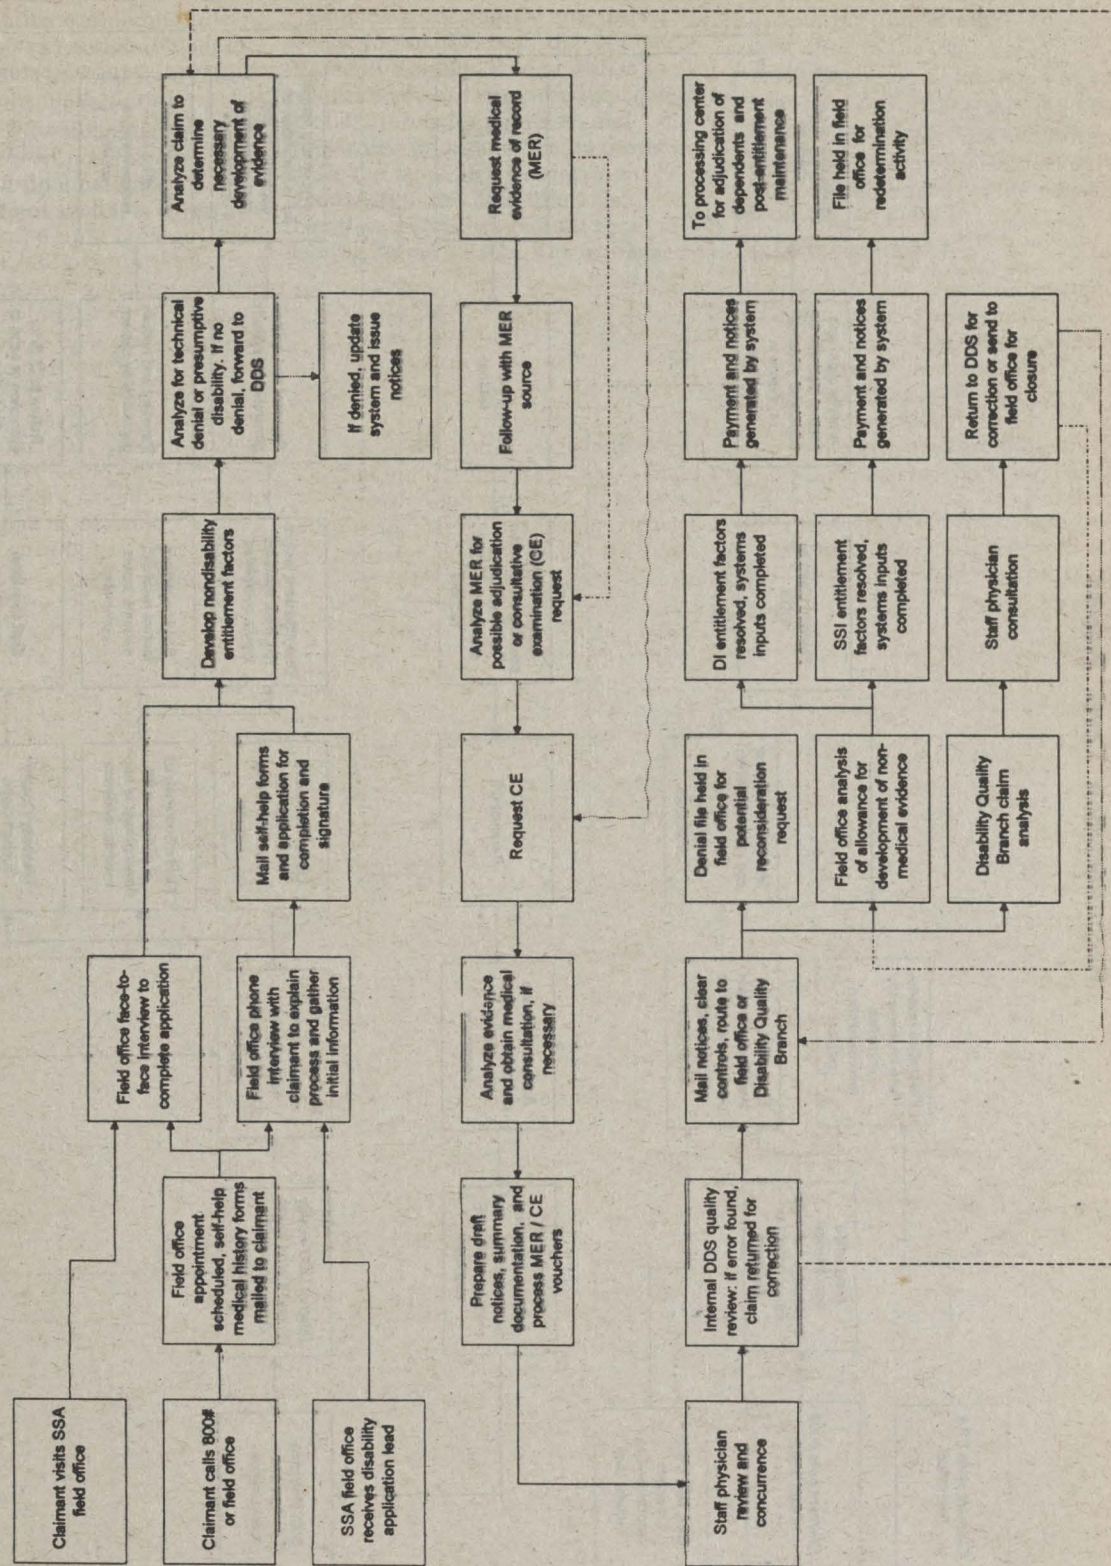 Claimant visits SSA
field office
Claimant calls 800#
or field office
SSA field office
receives disability
application lead
Field office
appointment
scheduled, self-help
medical history forms
mailed to claimant
Field office face-to-
face interview to
complete application
Field office phone
interview with
claimant to explain
process and gather
initial information
Mail self-help forms
and application for
completion and
signature
Develop nondisability
entitlement factors
Analyze for technical
denial or presumptive
disability. If no
denial, forward to
DDS
If denied, update
system and issue
notices
Analyze claim to
determine
necessary
development of
evidence
Request medical
evidence of record
(MER)
Follow-up with MER
source
Analyze MER for
possible adjudication
or consultative
examination (CE)
request
Request CE
Analyze evidence
and obtain medical
consultation, if
necessary
Prepare draft
notices, summary
documentation, and
process MER / CE
vouchers
Staff physician
review and
concurrence
Internal DDS quality
review: if error found,
claim returned for
correction
Mail notices, clear
controls, route to
field office or
Disability Quality
Branch
Denial file held in
field office for
potential
reconsideration
request
Field office analysis
of allowance for
development of non-
medical evidence
Disability Quality
Branch claim
analysis
DI entitlement factors
resolved, systems
inputs completed
SSI entitlement
factors resolved,
systems inputs
completed
Staff physician
consultation
Payment and notices
generated by system
Payment and notices
generated by system
Return to DDS for
correction or send to
field office for
closure
To processing center
for adjudication of
dependents and
post-entitlement
maintenance
File held in field
office for
redetermination
activity